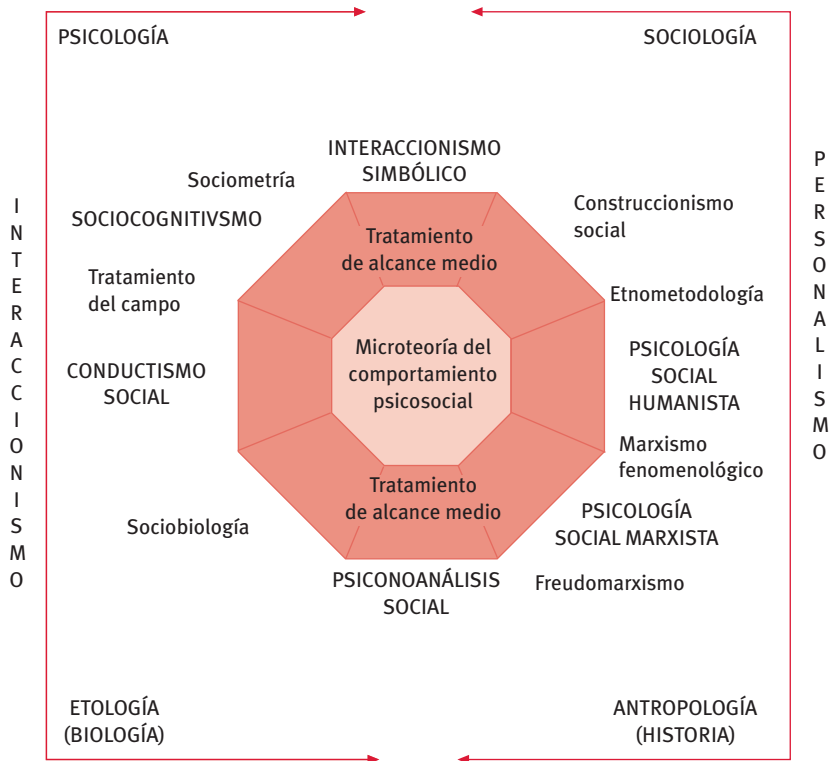 PSICOLOGÍA
SOCIOLOGÍA
INTERACCIONISMO
SIMBÓLICO
Sociometría
SOCIOCOGNITIVSMO
Construccionismo
social
Tratamiento
de alcance medio
Tratamiento
del campo
Etnometodología
INTERACCIONISMO
PERSONALISMO
Microteoría del
comportamiento
psicosocial
CONDUCTISMO
SOCIAL
PSICOLOGÍA
SOCIAL
HUMANISTA
Marxismo
fenomenológico
Tratamiento
de alcance medio
Sociobiología
PSICOLOGÍA
SOCIAL MARXISTA
PSICONOANÁLISIS
SOCIAL
Freudomarxismo
ETOLOGÍA
(BIOLOGÍA)
ANTROPOLOGÍA
(HISTORIA)